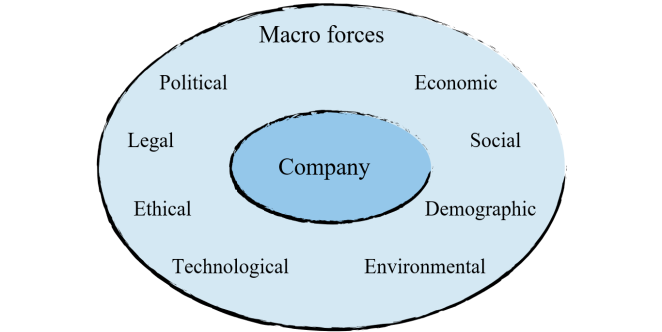 Macro forces
Political
Economic
Legal
Social
Company
Ethical
Demographic
Technological
Environmental